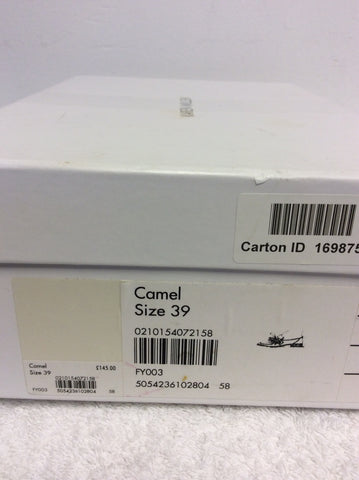 Carton ID 169875
Camel
Size 39
0210154072158
FY003
5054236102804 58
Camel £145.00
Size 39
0210154072158
FY003
5054236102804 58